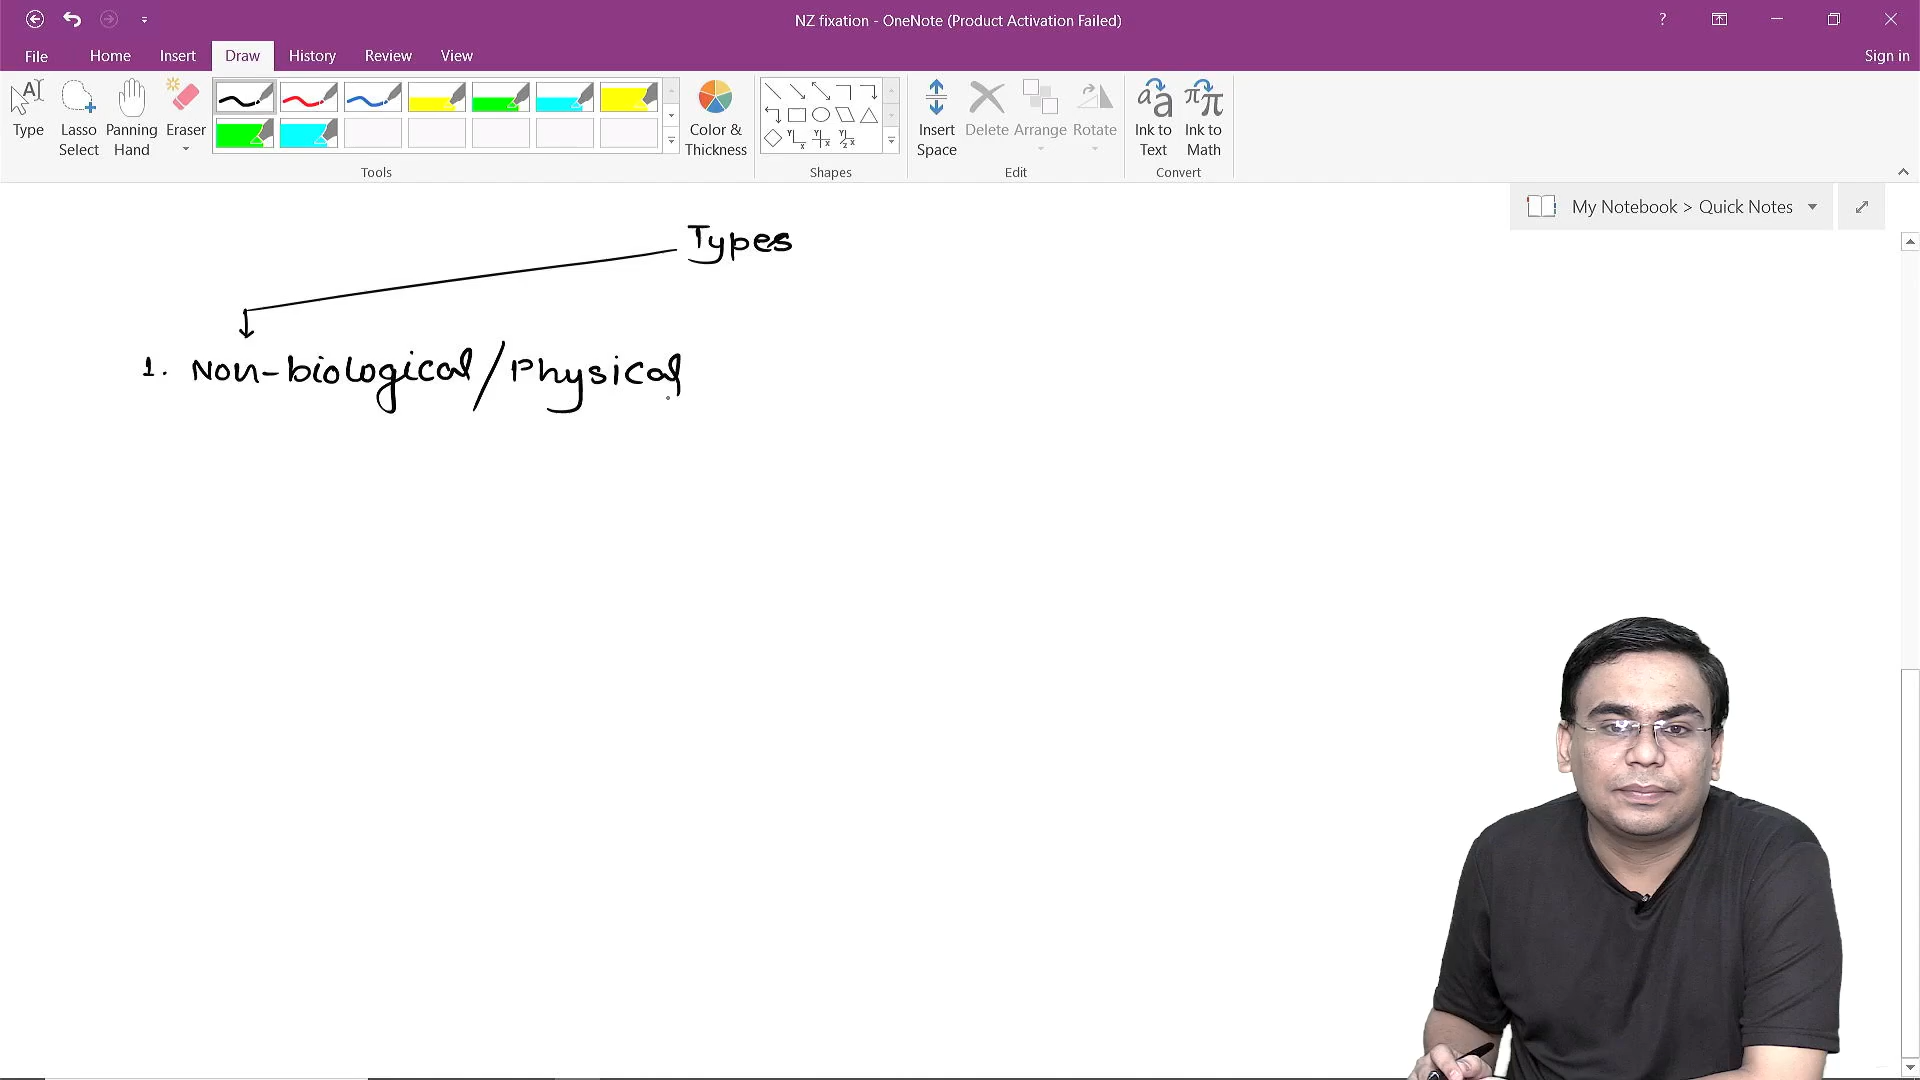 NZ fixation - OneNote (Product Activation Failed)
?
File Home Insert Draw History Review View Sign in
Type
Lasso Select
Panning Hand
Eraser
Color & Thickness
Insert Space
Delete
Arrange
Rotate
Ink to Text
Ink to Math
Tools Shapes Edit Convert
My Notebook > Quick Notes
Types
1. Non-biological/Physical